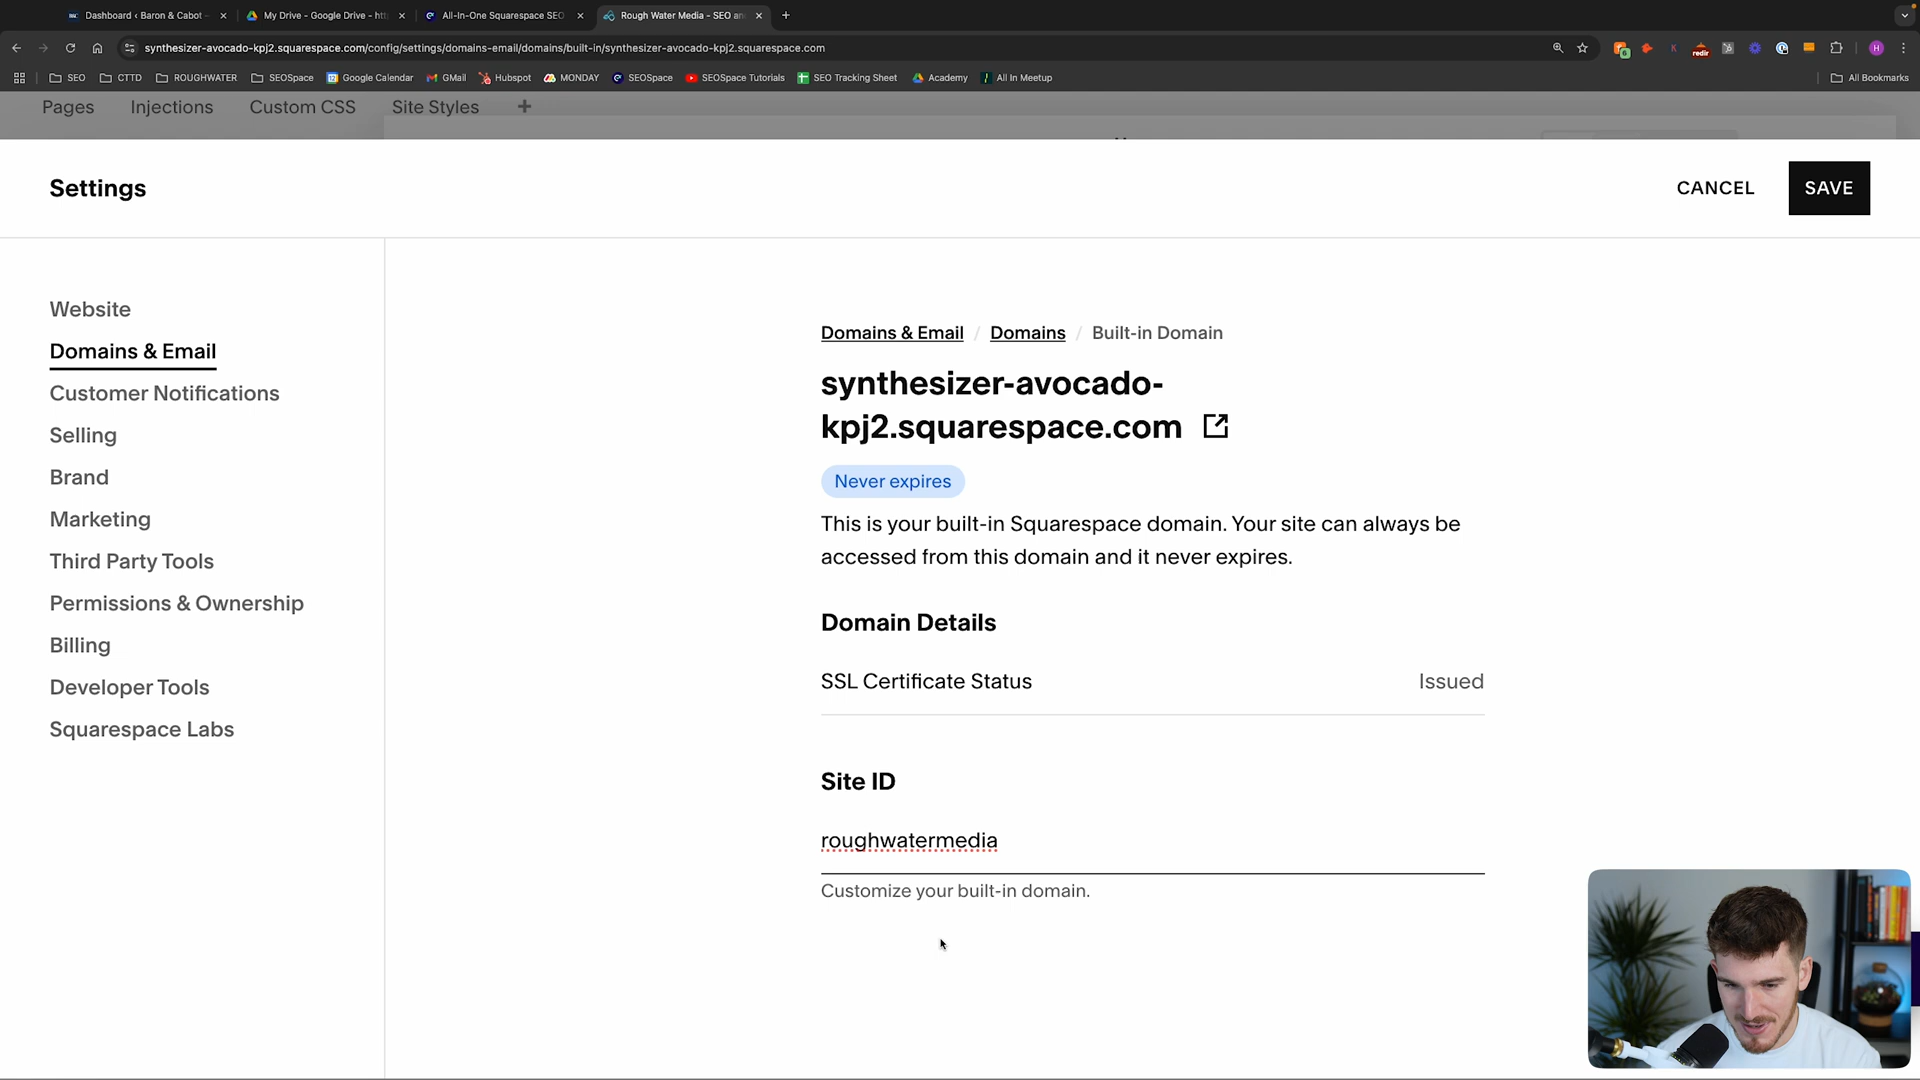 Dashboard ‹ Baron & Cabot
My Drive - Google Drive - htt
All-In-One Squarespace SEO
Rough Water Media - SEO an
synthesizer-avocado-kpj2.squarespace.com/config/settings/domains-email/domains/built-in/synthesizer-avocado-kpj2.squarespace.com
6
K
redir
H
SEO
CTTD
ROUGHWATER
SEOSpace
Google Calendar
GMail
Hubspot
MONDAY
SEOSpace
SEOSpace Tutorials
SEO Tracking Sheet
Academy
All In Meetup
All Bookmarks
Pages
Injections
Custom CSS
Site Styles
Settings
CANCEL
SAVE
Website
Domains & Email
Customer Notifications
Selling
Brand
Marketing
Third Party Tools
Permissions & Ownership
Billing
Developer Tools
Squarespace Labs
Domains & Email / Domains / Built-in Domain
synthesizer-avocado-
kpj2.squarespace.com
Never expires
This is your built-in Squarespace domain. Your site can always be
accessed from this domain and it never expires.
Domain Details
SSL Certificate Status
Issued
Site ID
roughwatermedia
Customize your built-in domain.